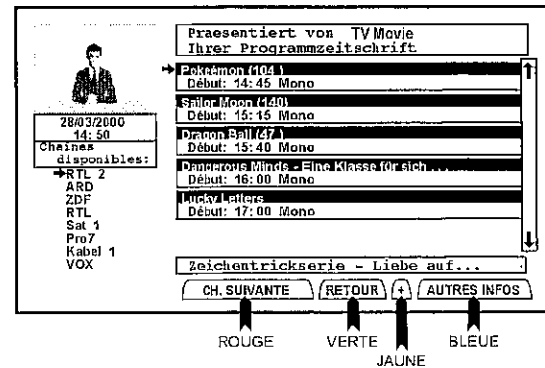 Praesentiert von TV Movie
Ihrer Programmzeitschrift
Pokéemon (104 )
Début: 14:45 Mono
Sailor Moon (140)
Début: 15:15 Mono
Dragon Ball (47 )
Début: 15:40 Mono
Dangerous Minds - Eine Klasse für sich ...
Début: 16:00 Mono
Lucky Letters
Début: 17:00 Mono
28/03/2000
14:50
Chaînes
disponibles:
RTL 2
ARD
ZDF
RTL
Sat 1
Pro7
Kabel 1
VOX
Zeichentrickserie - Liebe auf...
CH. SUIVANTE RETOUR + AUTRES INFOS
ROUGE VERTE BLEUE
JAUNE